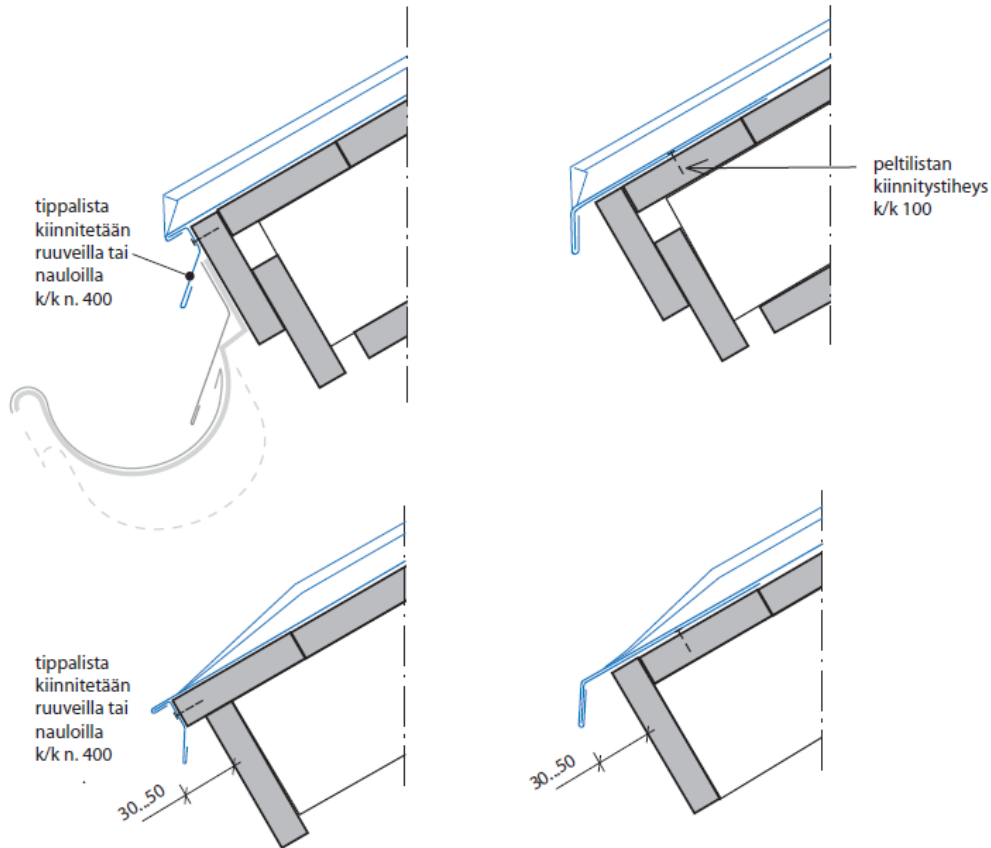 tippalista
kiinnitetään
ruuveilla tai
nauloilla
k/k n. 400
peltilistan
kiinnitystiheys
k/k 100
tippalista
kiinnitetään
ruuveilla tai
nauloilla
k/k n. 400
.
30...50
30...50